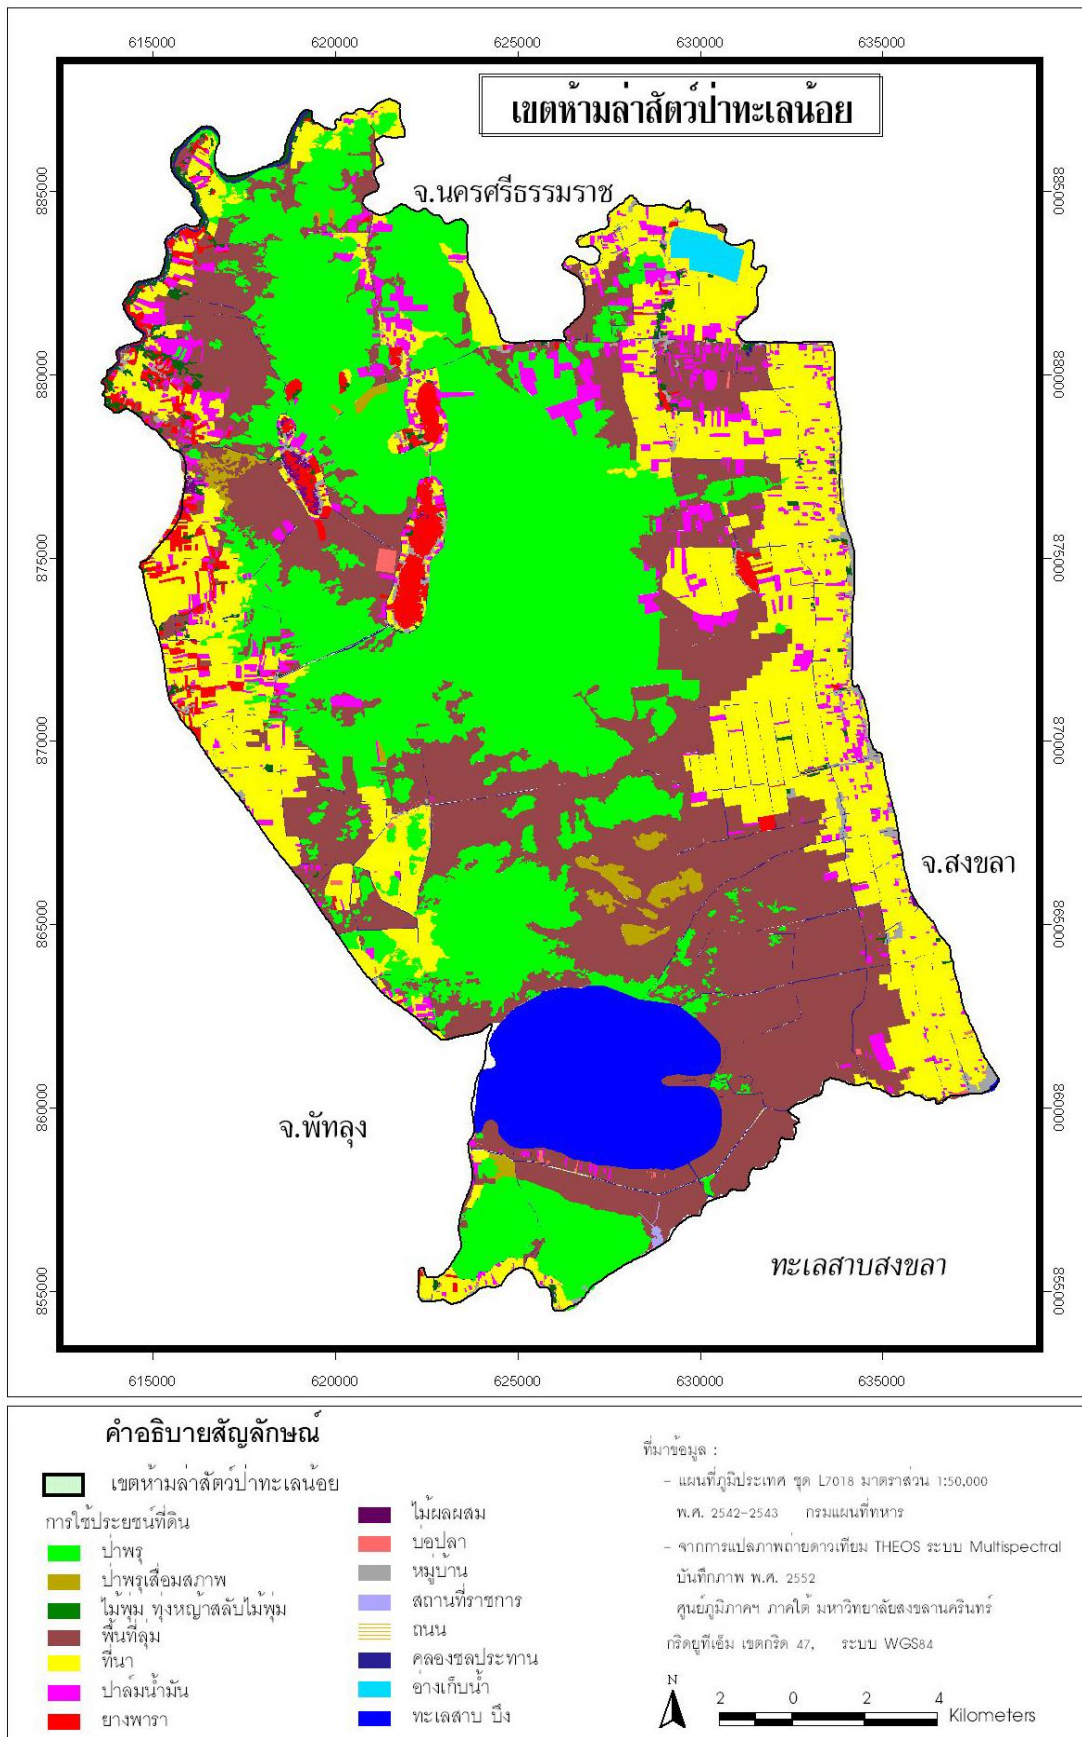 615000 620000 625000 630000 635000
เขตห้ามล่าสัตว์ป่าทะเลน้อย
จ.นครศรีธรรมราช
885000 885000
880000 880000
875000 875000
870000 870000
จ.สงขลา
865000 865000
860000 860000
จ.พัทลุง
ทะเลสาบสงขลา
855000 855000
615000 620000 625000 630000 635000
คำอธิบายสัญลักษณ์
เขตห้ามล่าสัตว์ป่าทะเลน้อย
การใช้ประยชน์ที่ดิน
ป่าพรุ
ป่าพรุเสื่อมสภาพ
ไม้พุ่ม ทุ่งหญ้าสลับไม้พุ่ม
พื้นที่ลุ่ม
ที่นา
ปาล์มน้ำมัน
ยางพารา
ไม้ผลผสม
บ่อปลา
หมู่บ้าน
สถานที่ราชการ
ถนน
คลองชลประทาน
อ่างเก็บน้ำ
ทะเลสาบ บึง
ที่มาข้อมูล :
- แผนที่ภูมิประเทศ ชุด L7018 มาตราส่วน 1:50,000
พ.ศ. 2542-2543 กรมแผนที่ทหาร
- จากการแปลภาพถ่ายดาวเทียม THEOS ระบบ Multispectral
บันทึกภาพ พ.ศ. 2552
ศูนย์ภูมิภาคฯ ภาคใต้ มหาวิทยาลัยสงขลานครินทร์
กริดยูทีเอ็ม เขตกริด 47, ระบบ WGS84
N
2 0 2 4 Kilometers